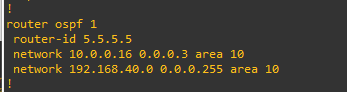 !
router ospf 1
 router-id 5.5.5.5
 network 10.0.0.16 0.0.0.3 area 10
 network 192.168.40.0 0.0.0.255 area 10
!